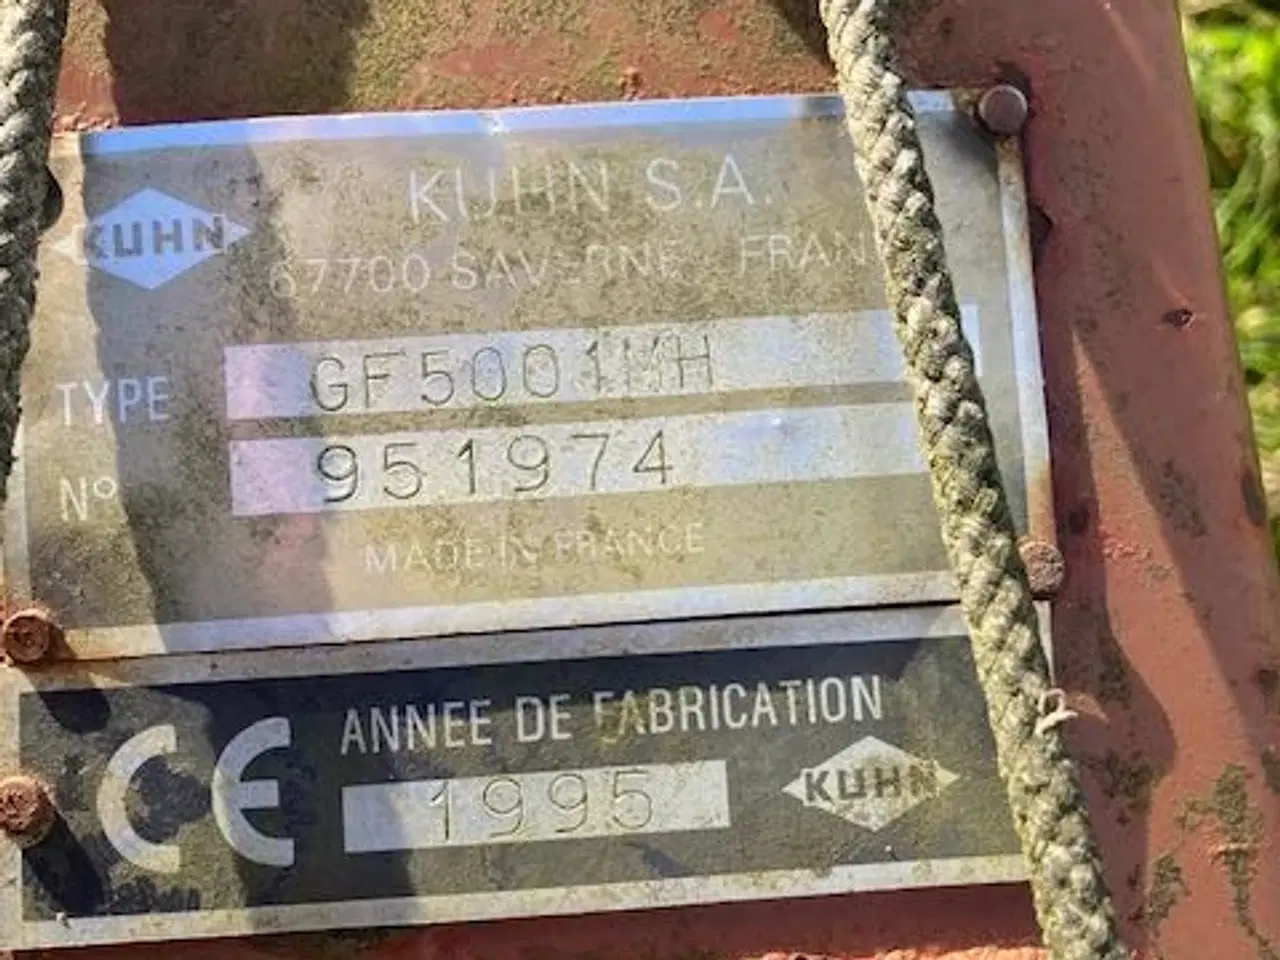 KUHN
KUHN S.A.
67700 SAVERNE FRAN
TYPE GF5001MH
N° 951974
MADE IN FRANCE
CE
ANNEE DE FABRICATION
1995
KUHN